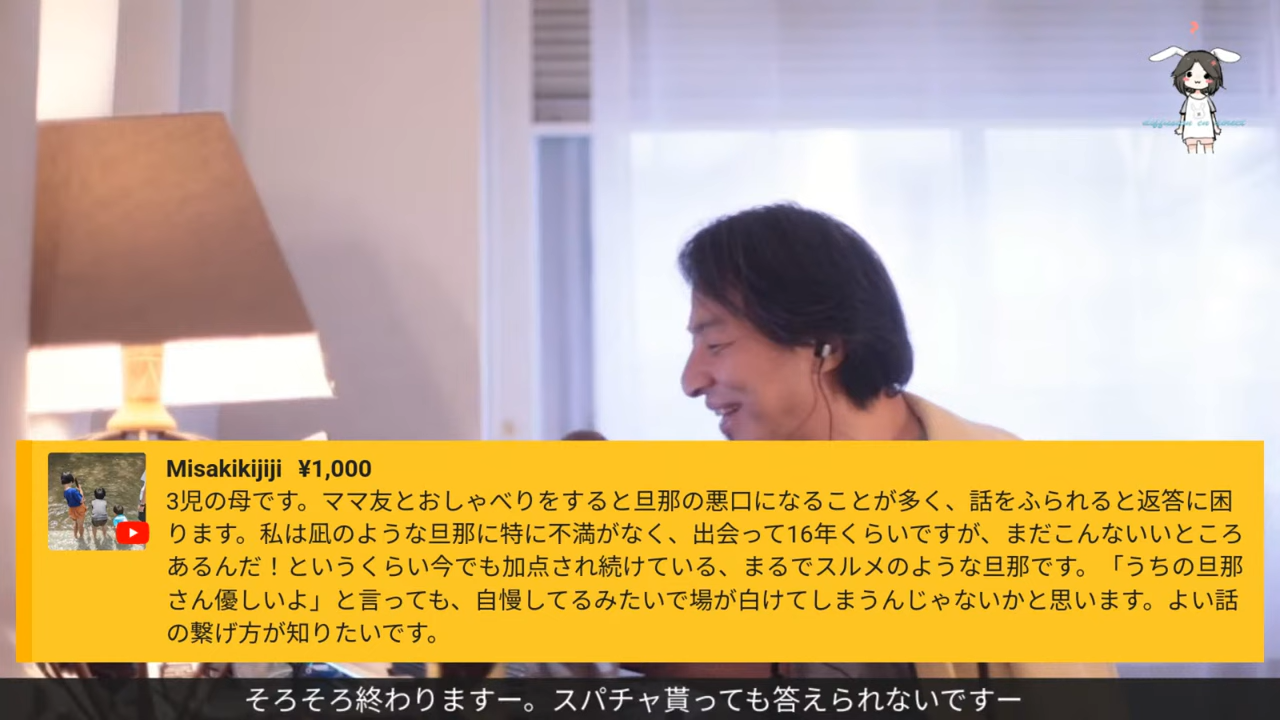 Misakikijiji ¥1,000
3児の母です。ママ友とおしゃべりをすると旦那の悪口になることが多く、話をふられると返答に困
ります。私は凪のような旦那に特に不満がなく、出会って16年くらいですが、まだこんないいところ
あるんだ！というくらい今でも加点され続けている、まるでスルメのような旦那です。「うちの旦那
さん優しいよ」と言っても、自慢してるみたいで場が白けてしまうんじゃないかと思います。よい話
の繋げ方が知りたいです。
そろそろ終わりますー。スパチャ貰っても答えられないですー